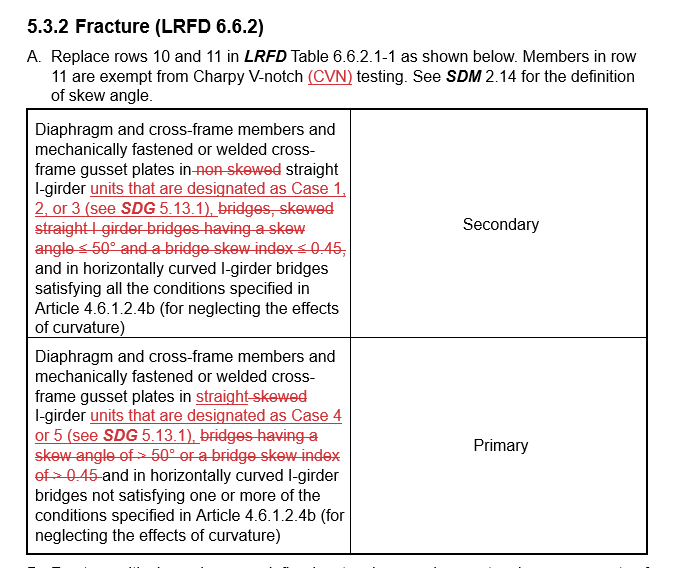 5.3.2 Fracture (LRFD 6.6.2)
A. Replace rows 10 and 11 in LRFD Table 6.6.2.1-1 as shown below. Members in row
11 are exempt from Charpy V-notch (CVN) testing. See SDM 2.14 for the definition
of skew angle.
Diaphragm and cross-frame members and
mechanically fastened or welded cross-
frame gusset plates in non skewed straight
I-girder units that are designated as Case 1,
2, or 3 (see SDG 5.13.1), bridges, skewed
straight I-girder bridges having a skew
angle ≤ 50° and a bridge skew index ≤ 0.45,
and in horizontally curved I-girder bridges
satisfying all the conditions specified in
Article 4.6.1.2.4b (for neglecting the effects
of curvature)
Secondary
Diaphragm and cross-frame members and
mechanically fastened or welded cross-
frame gusset plates in straight skewed
I-girder units that are designated as Case 4
or 5 (see SDG 5.13.1), bridges having a
skew angle of > 50° or a bridge skew index
of > 0.45 and in horizontally curved I-girder
bridges not satisfying one or more of the
conditions specified in Article 4.6.1.2.4b (for
neglecting the effects of curvature)
Primary